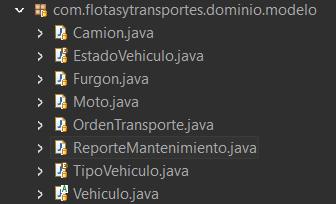 com.flotasytransportes.dominio.modelo
Camion.java
EstadoVehiculo.java
Furgon.java
Moto.java
OrdenTransporte.java
ReporteMantenimiento.java
TipoVehiculo.java
Vehiculo.java